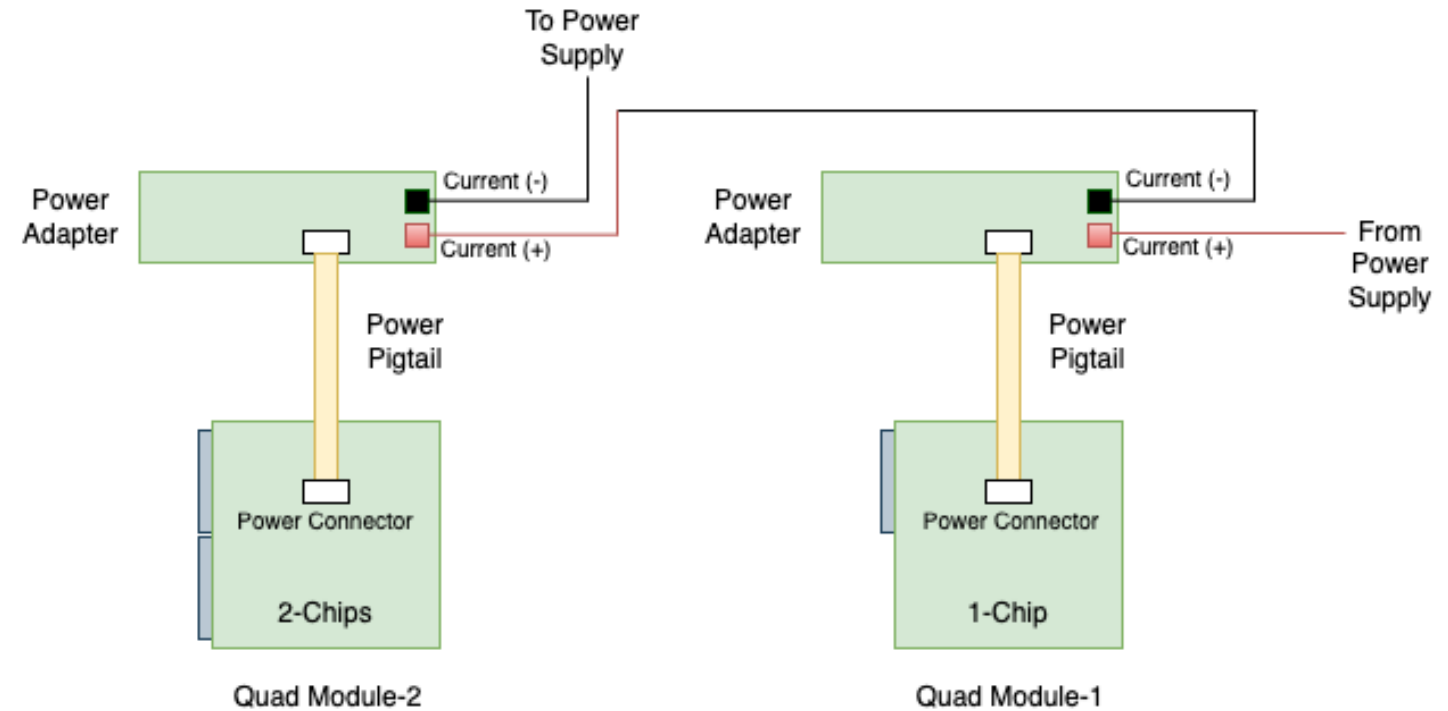 To Power
Supply
Current (-)
Power
Adapter
Current (+)
Current (-)
Power
Adapter
Current (+)
From
Power
Supply
Power
Pigtail
Power
Pigtail
Power Connector
2-Chips
Power Connector
1-Chip
Quad Module-2
Quad Module-1